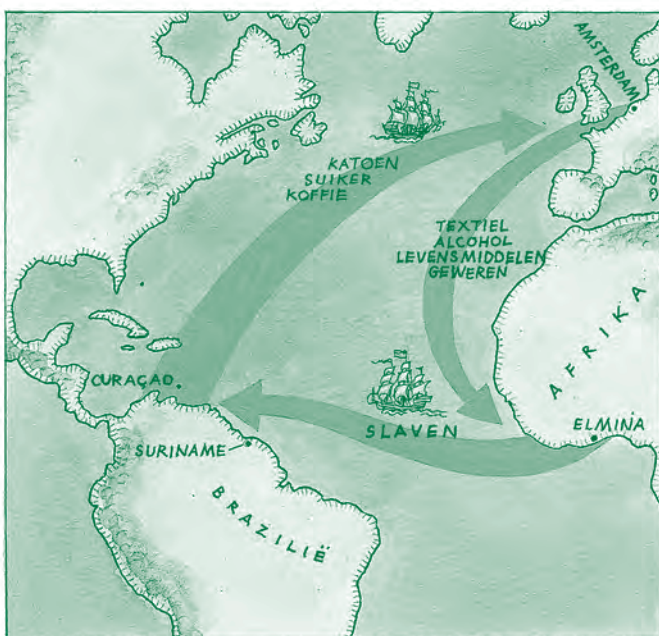 AMSTERDAM
KATOEN
SUIKER
KOFFIE
TEXTIEL
ALCOHOL
LEVENSMIDDELEN
GEWEREN
AFRIKA
CURAÇAO
SLAVEN
ELMINA
SURINAME
BRAZILIË